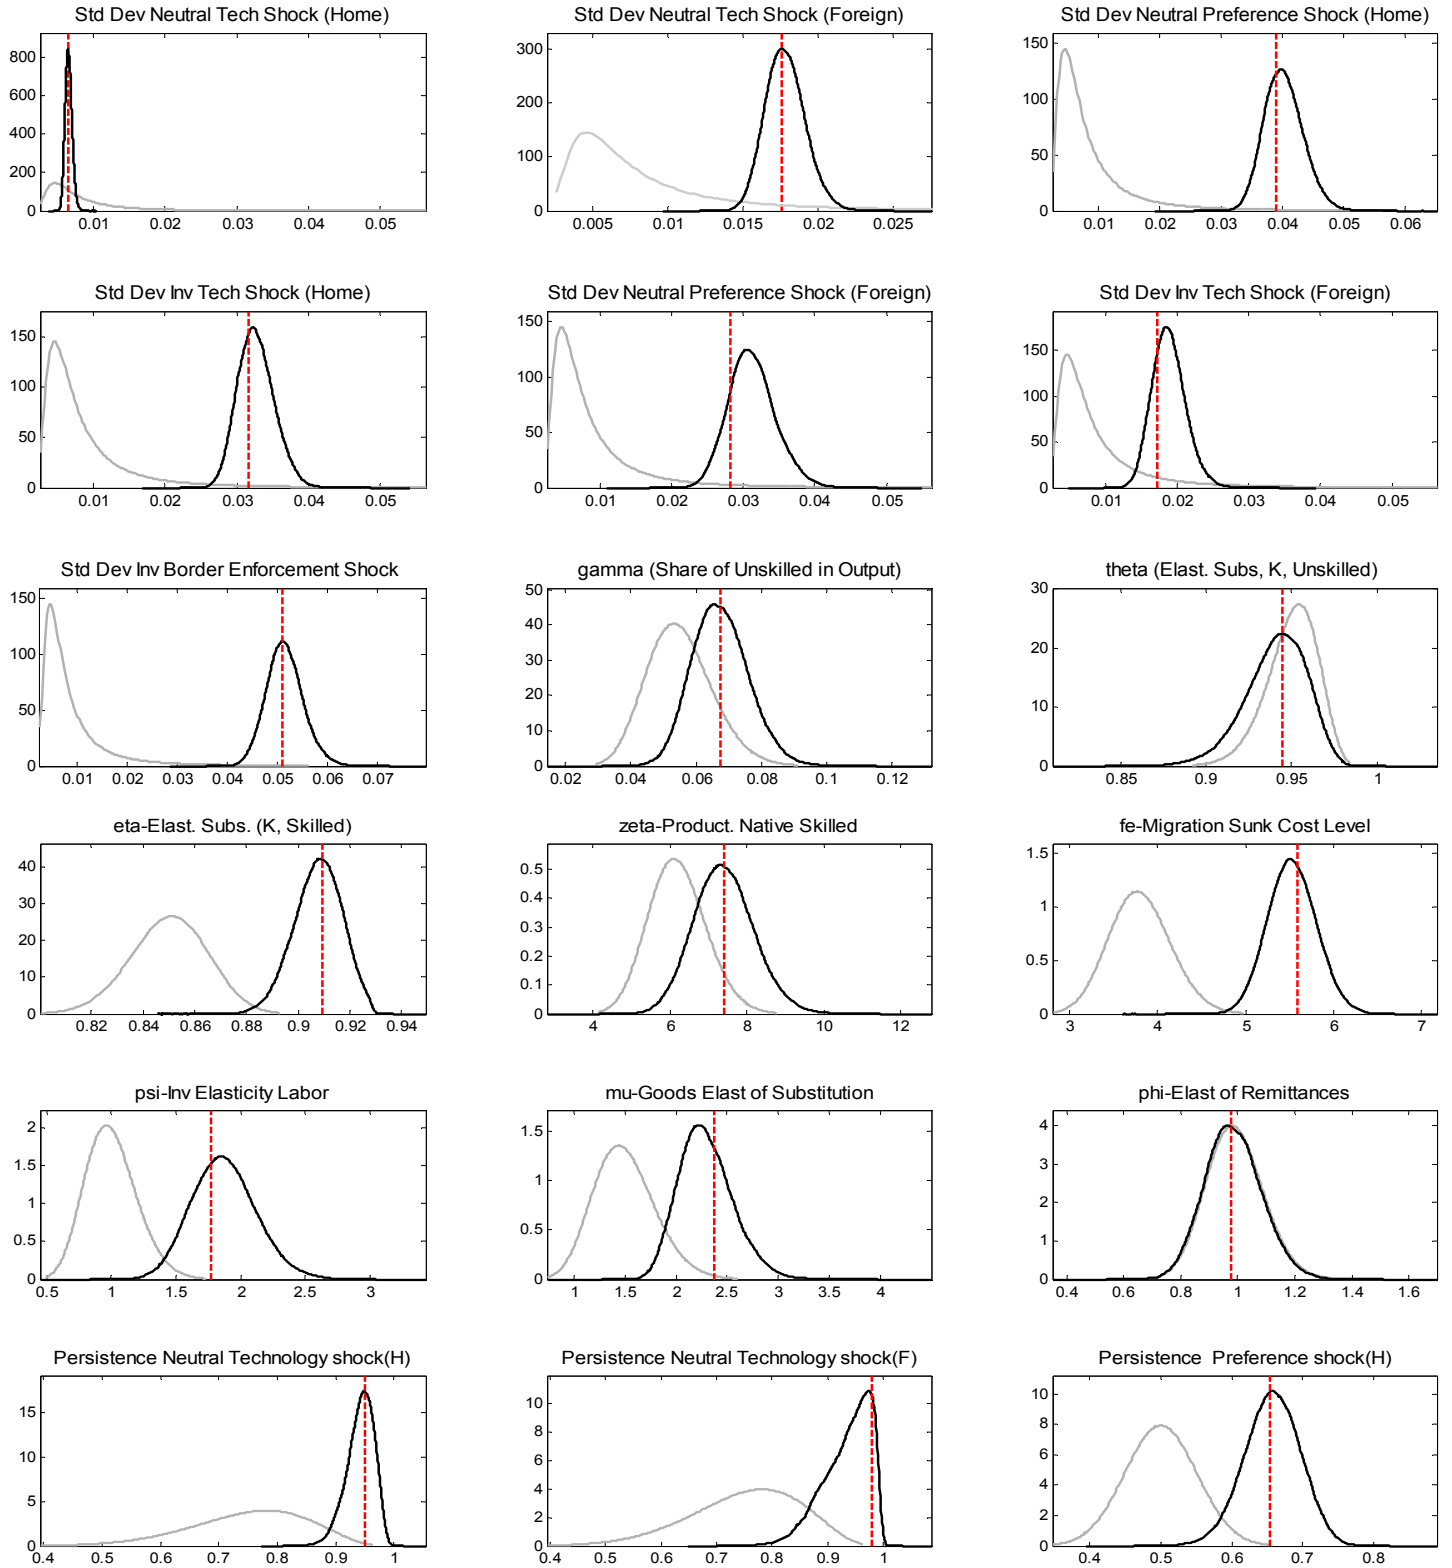 Std Dev Neutral Tech Shock (Home)
800
600
400
200
0
0.01 0.02 0.03 0.04 0.05
Std Dev Neutral Tech Shock (Foreign)
300
200
100
0
0.005 0.01 0.015 0.02 0.025
Std Dev Neutral Preference Shock (Home)
150
100
50
0
0.01 0.02 0.03 0.04 0.05 0.06
Std Dev Inv Tech Shock (Home)
150
100
50
0
0.01 0.02 0.03 0.04 0.05
Std Dev Neutral Preference Shock (Foreign)
150
100
50
0
0.01 0.02 0.03 0.04 0.05
Std Dev Inv Tech Shock (Foreign)
150
100
50
0
0.01 0.02 0.03 0.04 0.05
Std Dev Inv Border Enforcement Shock
150
100
50
0
0.01 0.02 0.03 0.04 0.05 0.06 0.07
gamma (Share of Unskilled in Output)
50
40
30
20
10
0
0.02 0.04 0.06 0.08 0.1 0.12
theta (Elast. Subs, K, Unskilled)
30
20
10
0
0.85 0.9 0.95 1
eta-Elast. Subs. (K, Skilled)
40
30
20
10
0
0.82 0.84 0.86 0.88 0.9 0.92 0.94
zeta-Product. Native Skilled
0.5
0.4
0.3
0.2
0.1
0
4 6 8 10 12
fe-Migration Sunk Cost Level
1.5
1
0.5
0
3 4 5 6 7
psi-Inv Elasticity Labor
2
1.5
1
0.5
0
0.5 1 1.5 2 2.5 3
mu-Goods Elast of Substitution
1.5
1
0.5
0
1 1.5 2 2.5 3 3.5 4
phi-Elast of Remittances
4
3
2
1
0
0.4 0.6 0.8 1 1.2 1.4 1.6
Persistence Neutral Technology shock(H)
15
10
5
0
0.4 0.5 0.6 0.7 0.8 0.9 1
Persistence Neutral Technology shock(F)
10
8
6
4
2
0
0.4 0.5 0.6 0.7 0.8 0.9 1
Persistence Preference shock(H)
10
8
6
4
2
0
0.4 0.5 0.6 0.7 0.8